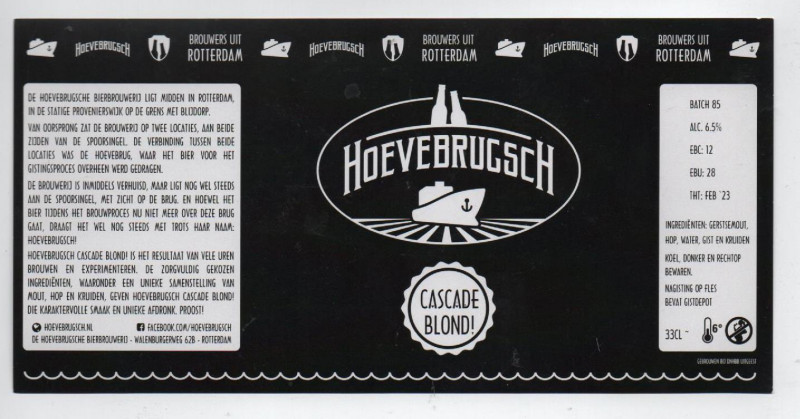 HOEVEBRUGSCH
BROUWERS UIT
ROTTERDAM
HOEVEBRUGSCH
BROUWERS UIT
ROTTERDAM
HOEVEBRUGSCH
BROUWERS UIT
ROTTERDAM
DE HOEVEBRUGSCHE BIERBROUWERIJ LIGT MIDDEN IN ROTTERDAM,
IN DE STATIGE PROVENIERSWIJK OP DE GRENS MET BLIJDORP.
VAN OORSPRONG ZAT DE BROUWERIJ OP TWEE LOCATIES, AAN BEIDE
ZIJDEN VAN DE SPOORSINGEL. DE VERBINDING TUSSEN BEIDE
LOCATIES WAS DE HOEVEBRUG, WAAR HET BIER VOOR HET
GISTINGSPROCES OVERHEEN WERD GEDRAGEN.
DE BROUWERIJ IS INMIDDELS VERHUISD, MAAR LIGT NOG WEL STEEDS
AAN DE SPOORSINGEL, MET ZICHT OP DE BRUG. EN HOEWEL HET
BIER TIJDENS HET BROUWPROCES NU NIET MEER OVER DEZE BRUG
GAAT, DRAAGT HET WEL NOG STEEDS MET TROTS HAAR NAAM:
HOEVEBRUGSCH!
HOEVEBRUGSCH CASCADE BLOND! IS HET RESULTAAT VAN VELE UREN
BROUWEN EN EXPERIMENTEREN. DE ZORGVULDIG GEKOZEN
INGREDIËNTEN, WAARONDER EEN UNIEKE SAMENSTELLING VAN
MOUT, HOP EN KRUIDEN, GEVEN HOEVEBRUGSCH CASCADE BLOND!
DIE KARAKTERVOLLE SMAAK EN UNIEKE AFDRONK. PROOST!
HOEVEBRUGSCH.NL FACEBOOK.COM/HOEVEBRUGSCH
DE HOEVEBRUGSCHE BIERBROUWERIJ - WALENBURGERWEG 62B - ROTTERDAM
HOEVEBRUGSCH
CASCADE
BLOND!
BATCH 85
ALC. 6.5%
EBC: 12
EBU: 28
THT: FEB '23
INGREDIËNTEN: GERSTEMOUT,
HOP, WATER, GIST EN KRUIDEN
KOEL, DONKER EN RECHTOP
BEWAREN.
NAGISTING OP FLES
BEVAT GISTDEPOT
33CL 6°
GEBROUWEN BIJ